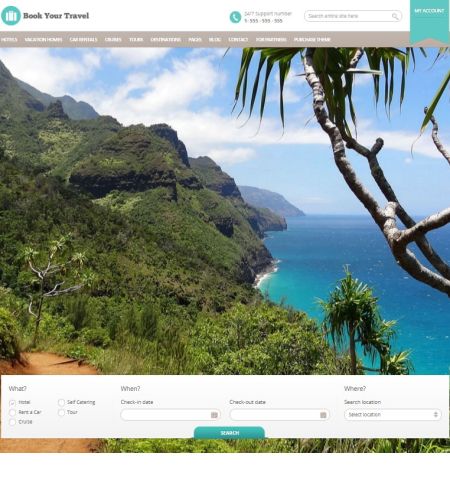 Book Your Travel
24/7 Support number
1- 555 - 555 - 555
Search entire site here
MY ACCOUNT
HOTELS VACATION HOMES CAR RENTALS CRUISES TOURS DESTINATIONS PAGES BLOG CONTACT FOR PARTNERS PURCHASE THEME
What?
Hotel
Self Catering
Rent a Car
Tour
Cruise
When?
Check-in date
Check-out date
Where?
Search location
Select location
SEARCH